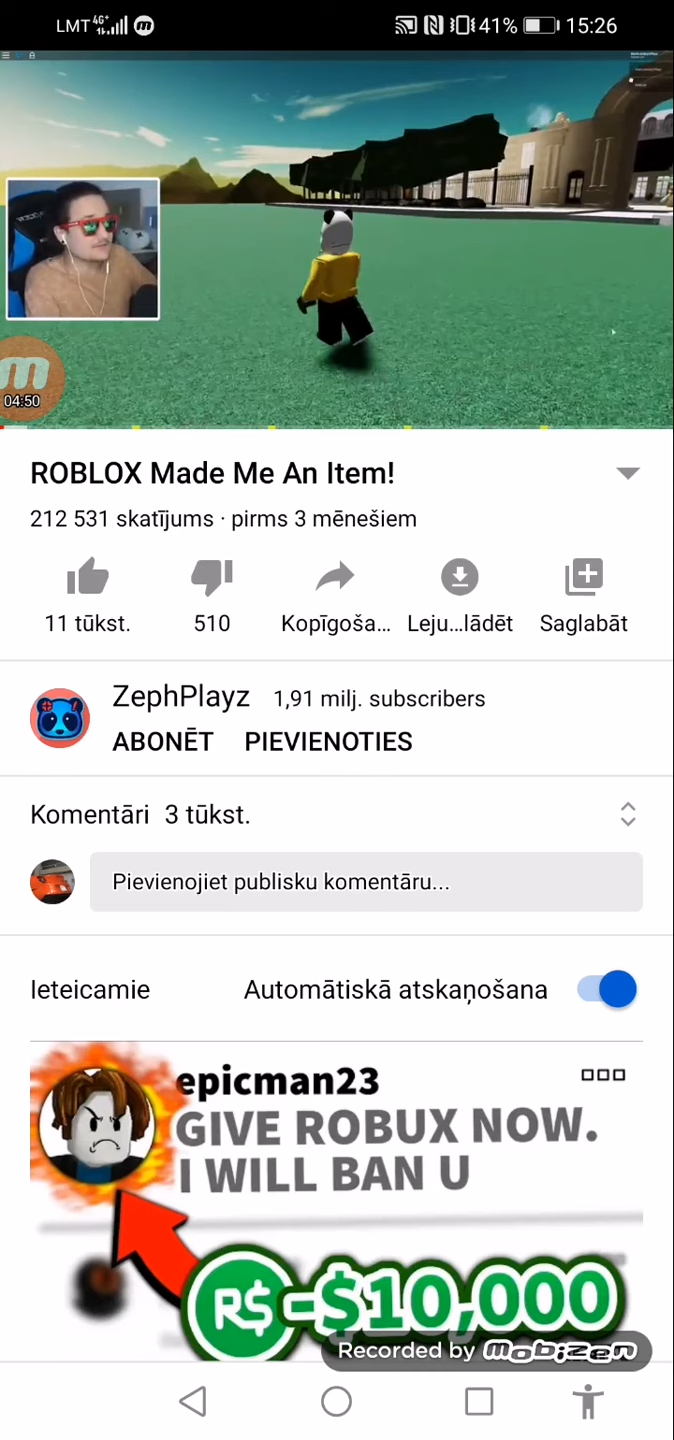 LMT 4G+ 41% 15:26
m
04:50
ROBLOX Made Me An Item!
212 531 skatījums · pirms 3 mēnešiem
11 tūkst. 510 Kopīgoša... Leju...lādēt Saglabāt
ZephPlayz 1,91 milj. subscribers
ABONĒT PIEVIENOTIES
Komentāri 3 tūkst.
Pievienojiet publisku komentāru...
Ieteicamie Automātiskā atskaņošana
epicman23
GIVE ROBUX NOW.
I WILL BAN U
R$ -$10,000
Recorded by mobizen